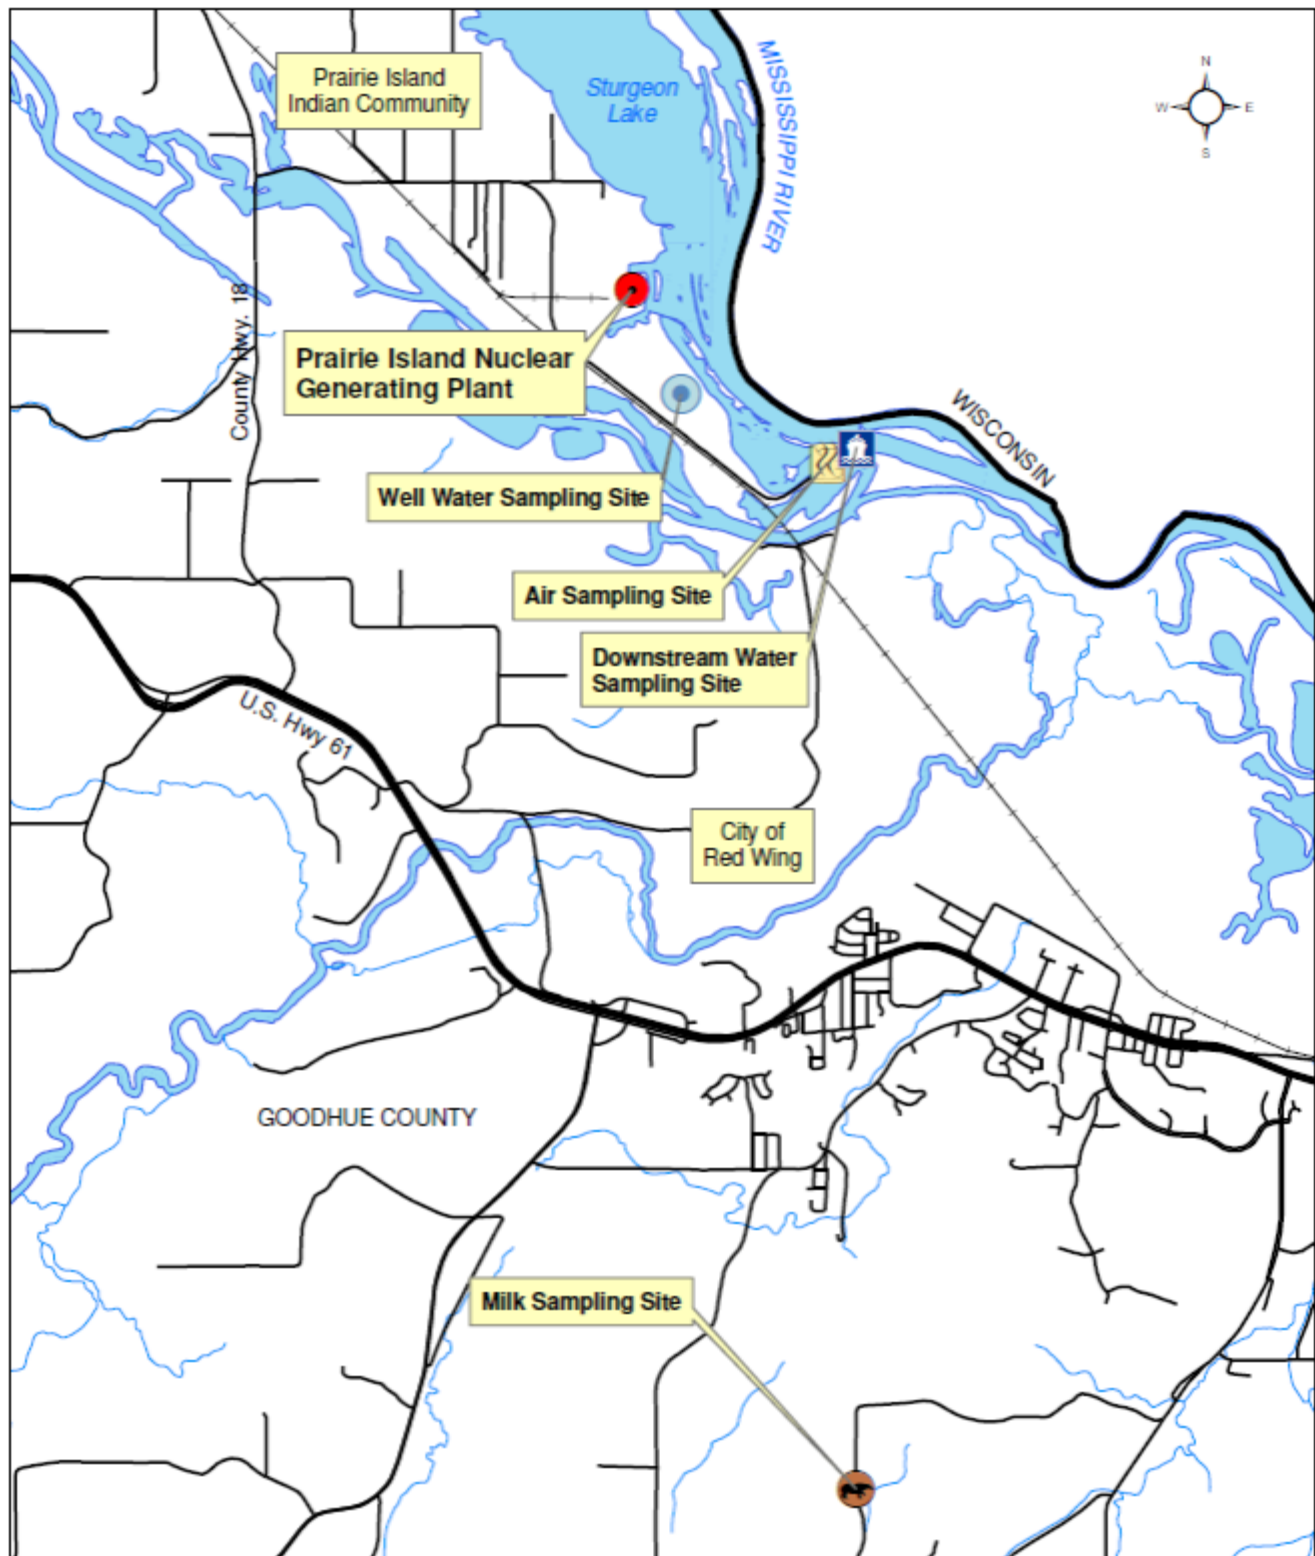 Prairie Island
Indian Community
Sturgeon
Lake
MISSISSIPPI RIVER
N
W
E
S
County Hwy. 18
Prairie Island Nuclear
Generating Plant
WISCONSIN
Well Water Sampling Site
Air Sampling Site
Downstream Water
Sampling Site
U.S. Hwy 61
City of
Red Wing
GOODHUE COUNTY
Milk Sampling Site